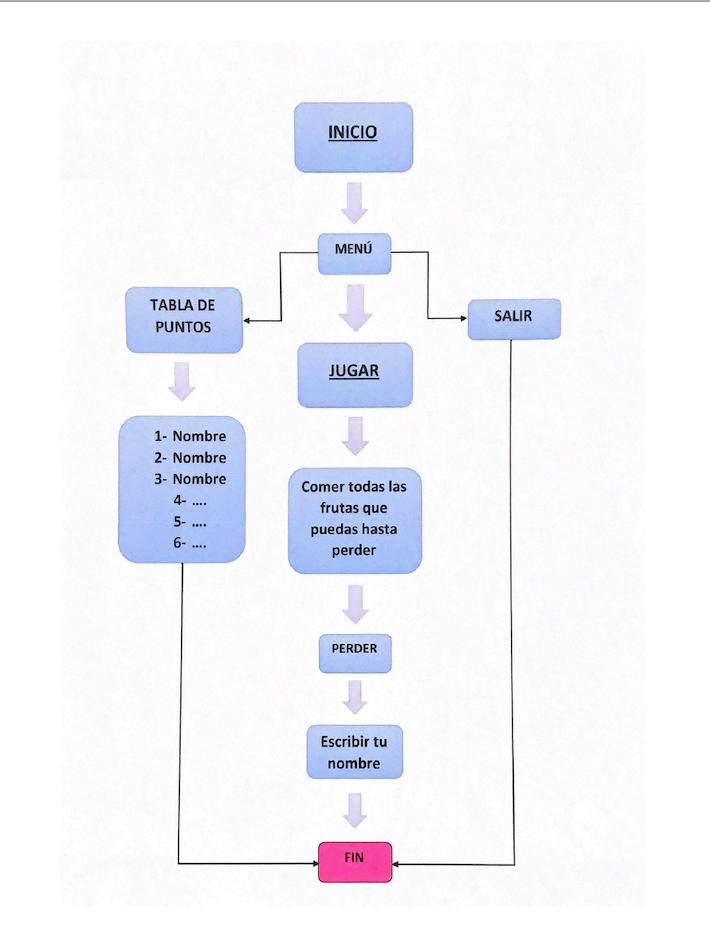 INICIO
MENÚ
TABLA DE
PUNTOS
SALIR
JUGAR
1- Nombre
2- Nombre
3- Nombre
4- ....
5- ....
6- ....
Comer todas las
frutas que
puedas hasta
perder
PERDER
Escribir tu
nombre
FIN